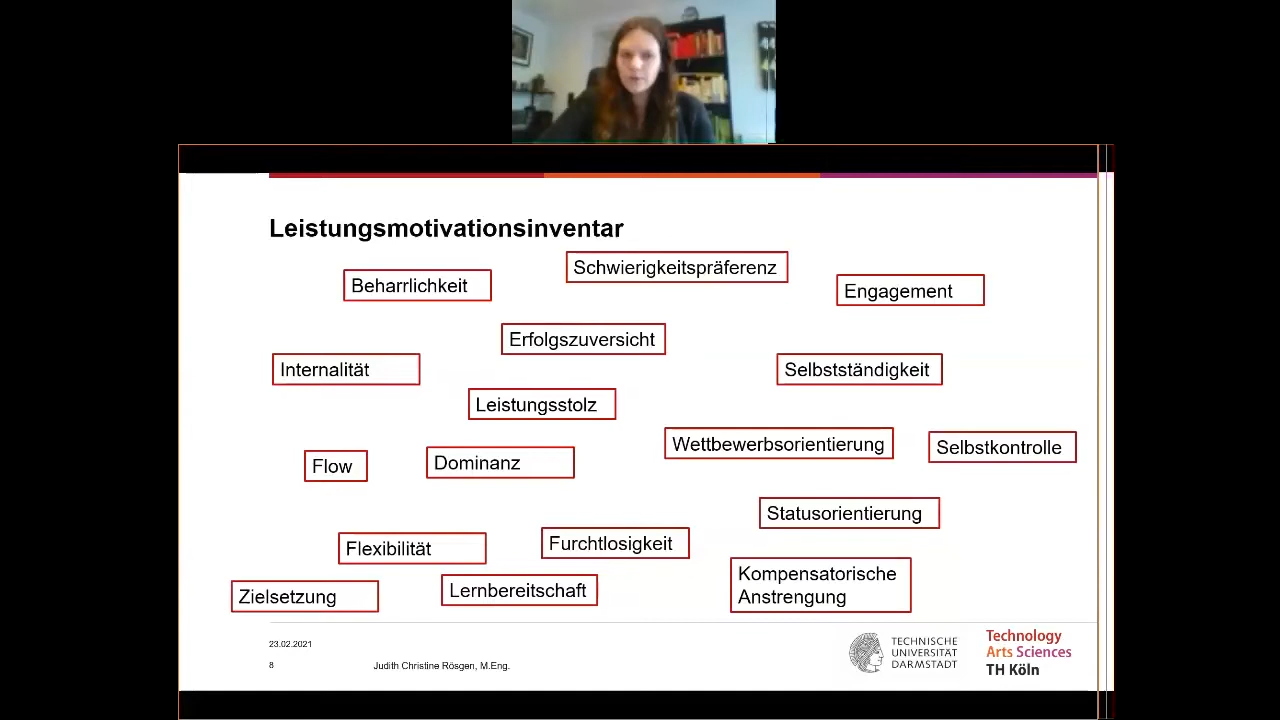 Leistungsmotivationsinventar
Schwierigkeitspräferenz
Beharrlichkeit
Engagement
Erfolgszuversicht
Internalität
Selbstständigkeit
Leistungsstolz
Wettbewerbsorientierung
Selbstkontrolle
Flow
Dominanz
Statusorientierung
Flexibilität
Furchtlosigkeit
Kompensatorische
Anstrengung
Zielsetzung
Lernbereitschaft
23.02.2021
8
Judith Christine Rösgen, M.Eng.
TECHNISCHE
UNIVERSITÄT
DARMSTADT
Technology
Arts Sciences
TH Köln